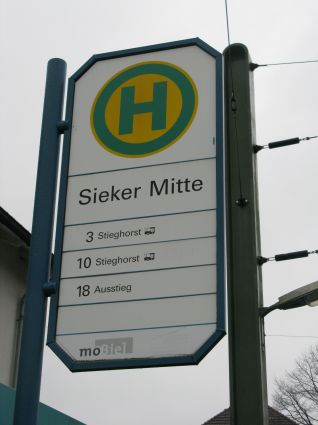 H
Sieker Mitte
3 Stieghorst
10 Stieghorst
18 Ausstieg
moBiel